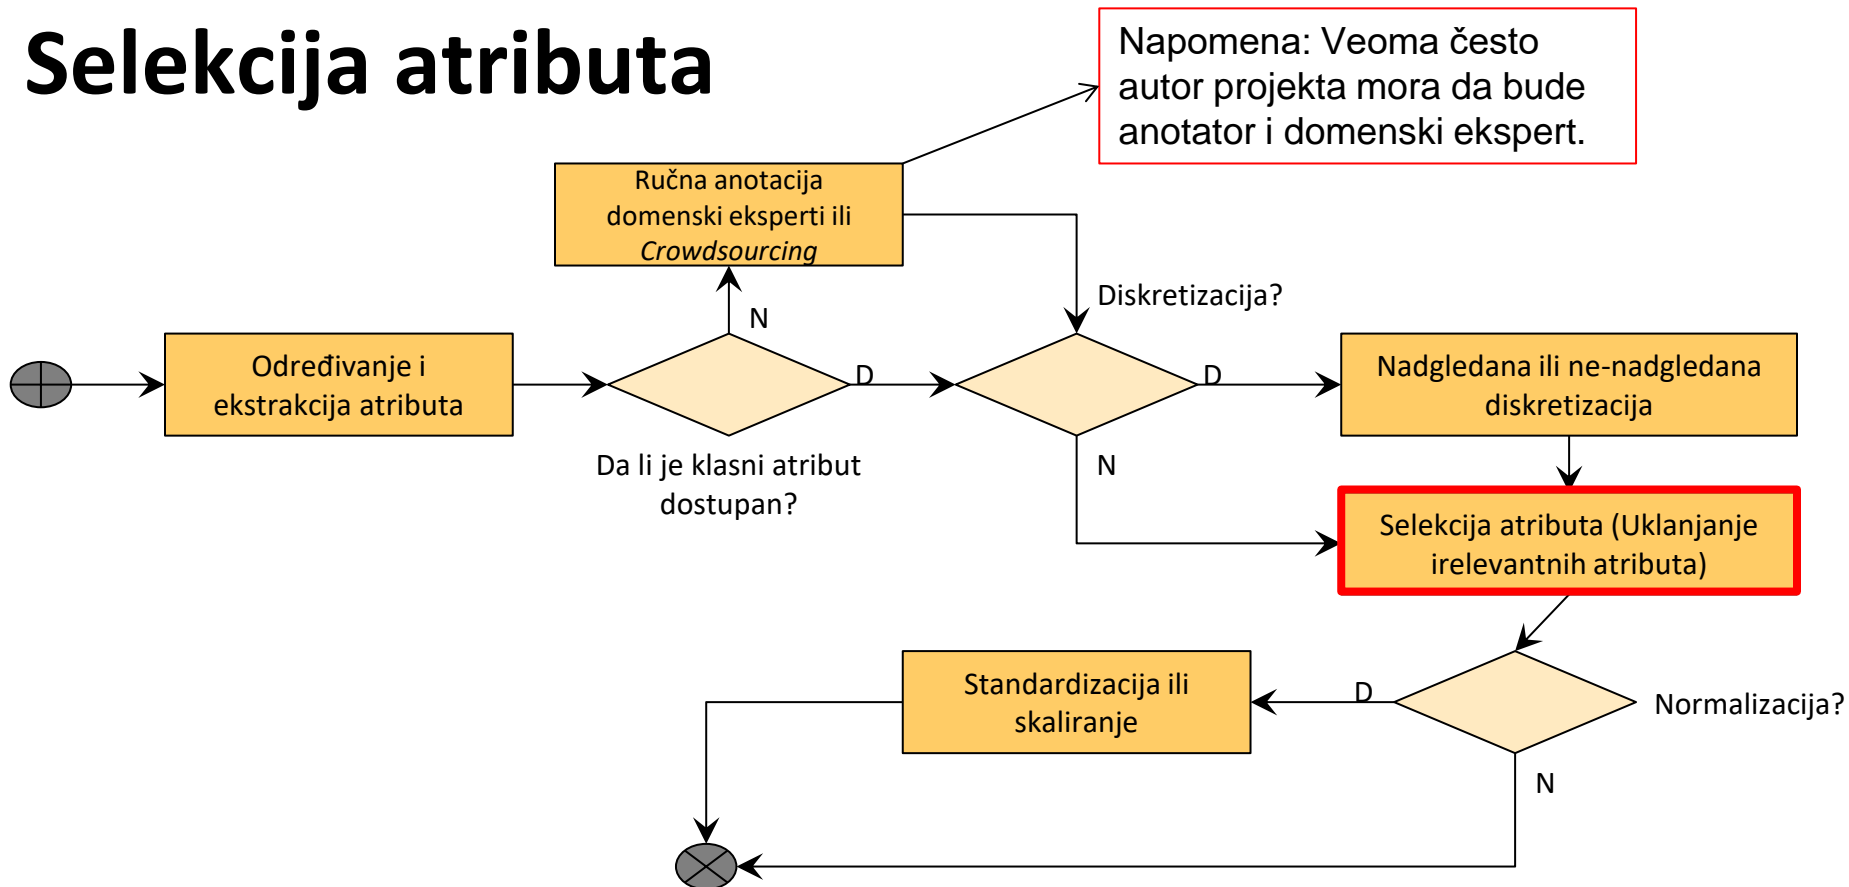 Selekcija atributa
Napomena: Veoma često
autor projekta mora da bude
anotator i domenski ekspert.
Ručna anotacija
domenski eksperti ili
Crowdsourcing
Diskretizacija?
N
Određivanje i
ekstrakcija atributa
D
D
Nadgledana ili ne-nadgledana
diskretizacija
Da li je klasni atribut
dostupan?
N
Selekcija atributa (Uklanjanje
irelevantnih atributa)
Standardizacija ili
skaliranje
D
Normalizacija?
N